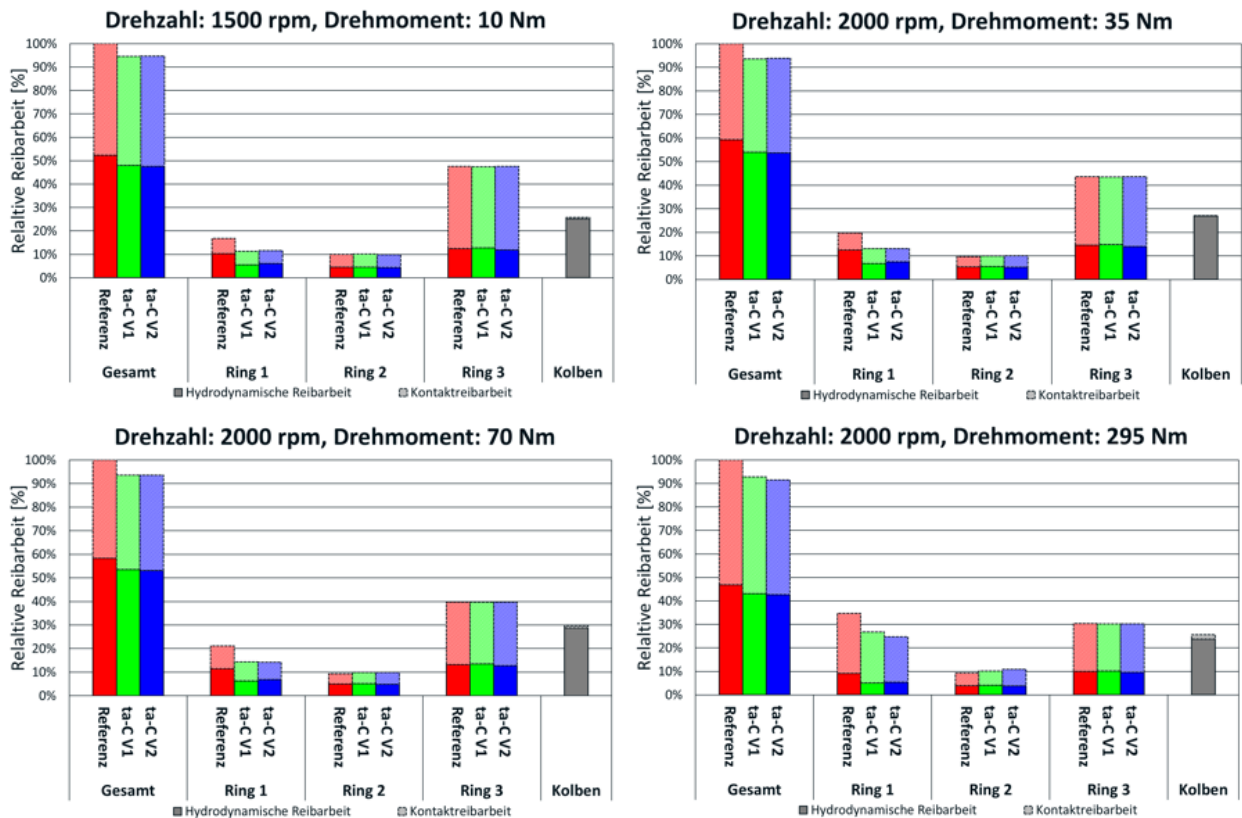 Drehzahl: 1500 rpm, Drehmoment: 10 Nm
Relaltive Reibarbeit [%]
100%
90%
80%
70%
60%
50%
40%
30%
20%
10%
0%
Referenz
ta-C V1
ta-C V2
Referenz
ta-C V1
ta-C V2
Referenz
ta-C V1
ta-C V2
Referenz
ta-C V1
ta-C V2
Gesamt Ring 1 Ring 2 Ring 3 Kolben
Hydrodynamische Reibarbeit Kontaktreibarbeit
Drehzahl: 2000 rpm, Drehmoment: 35 Nm
Relaltive Reibarbeit [%]
100%
90%
80%
70%
60%
50%
40%
30%
20%
10%
0%
Referenz
ta-C V1
ta-C V2
Referenz
ta-C V1
ta-C V2
Referenz
ta-C V1
ta-C V2
Referenz
ta-C V1
ta-C V2
Gesamt Ring 1 Ring 2 Ring 3 Kolben
Hydrodynamische Reibarbeit Kontaktreibarbeit
Drehzahl: 2000 rpm, Drehmoment: 70 Nm
Relaltive Reibarbeit [%]
100%
90%
80%
70%
60%
50%
40%
30%
20%
10%
0%
Referenz
ta-C V1
ta-C V2
Referenz
ta-C V1
ta-C V2
Referenz
ta-C V1
ta-C V2
Referenz
ta-C V1
ta-C V2
Gesamt Ring 1 Ring 2 Ring 3 Kolben
Hydrodynamische Reibarbeit Kontaktreibarbeit
Drehzahl: 2000 rpm, Drehmoment: 295 Nm
Relaltive Reibarbeit [%]
100%
90%
80%
70%
60%
50%
40%
30%
20%
10%
0%
Referenz
ta-C V1
ta-C V2
Referenz
ta-C V1
ta-C V2
Referenz
ta-C V1
ta-C V2
Referenz
ta-C V1
ta-C V2
Gesamt Ring 1 Ring 2 Ring 3 Kolben
Hydrodynamische Reibarbeit Kontaktreibarbeit